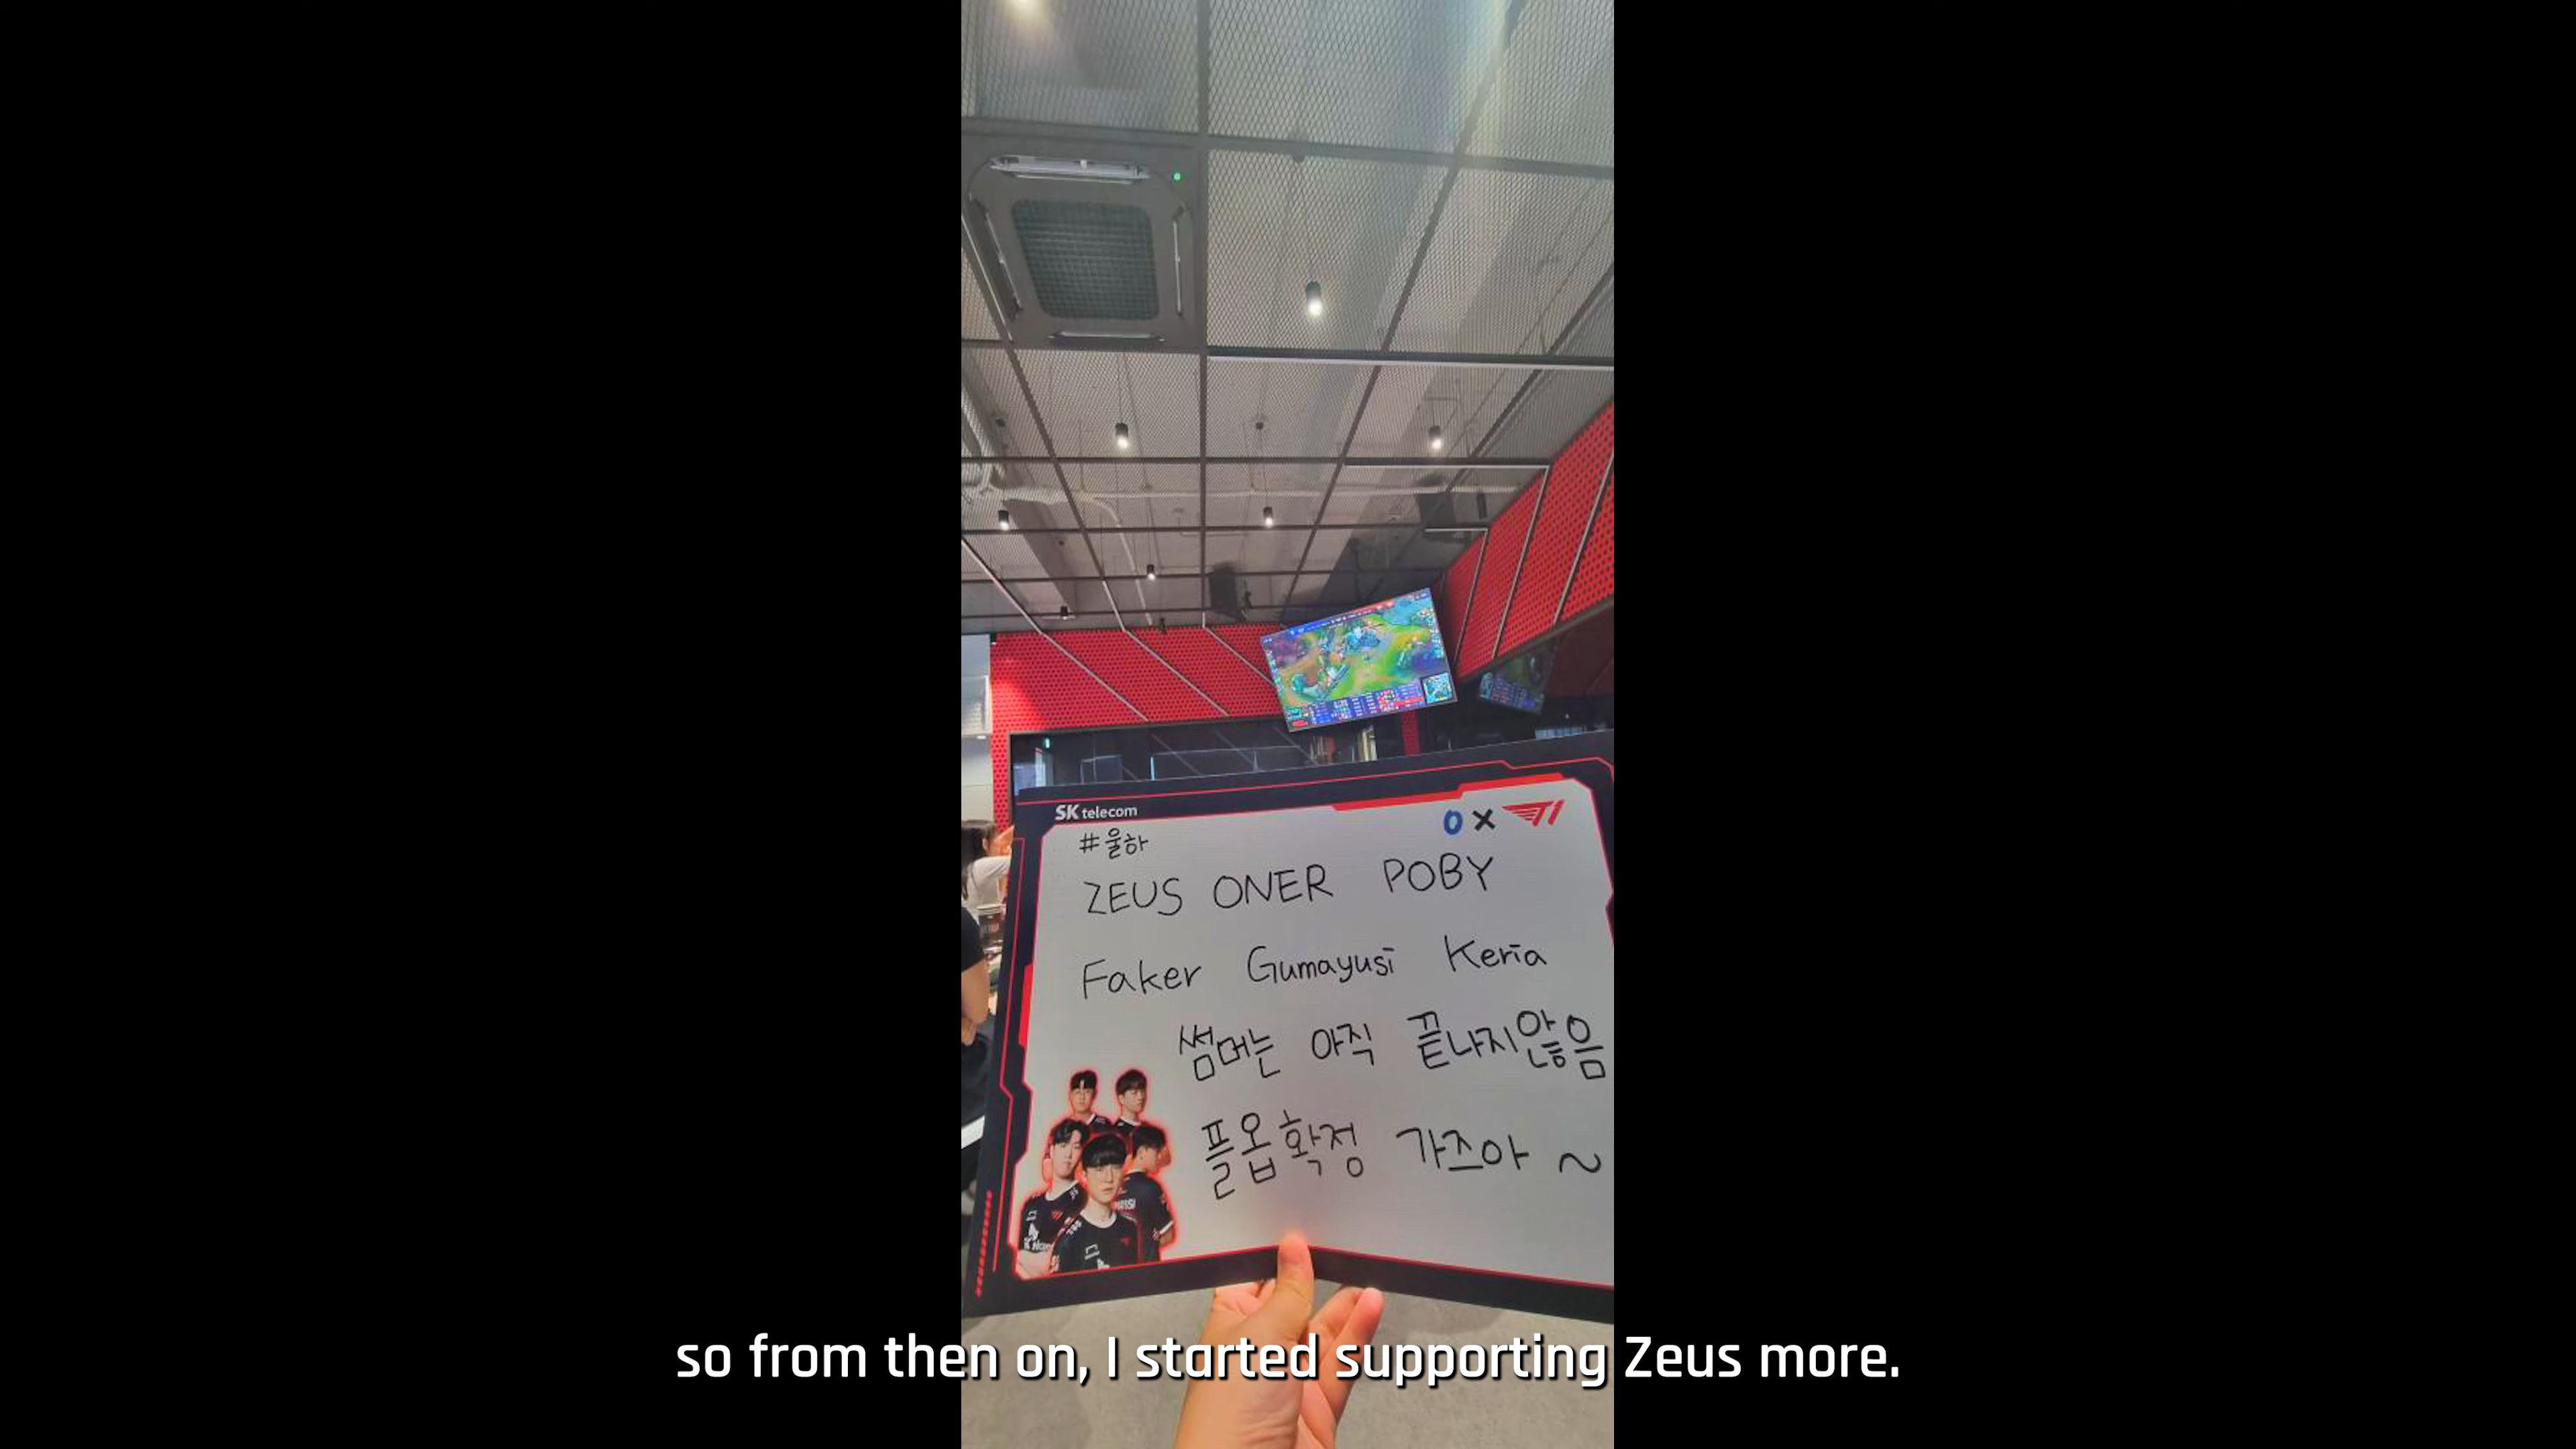 SK telecom
0 × T1
#울하
ZEUS ONER POBY
Faker Gumayusi Keria
썸머는 아직 끝나지않음
플옵확정 가즈아 ~
so from then on, I started supporting Zeus more.